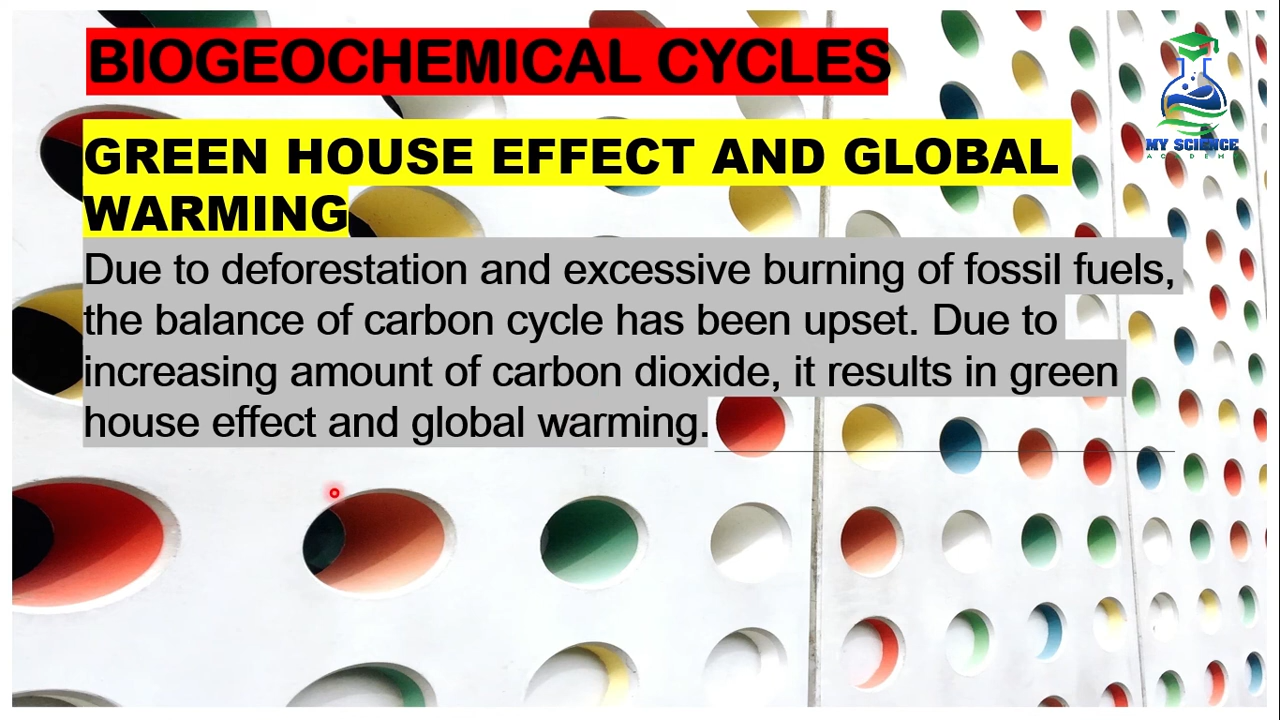 BIOGEOCHEMICAL CYCLES
MY SCIENCE
ACADEMY
GREEN HOUSE EFFECT AND GLOBAL
WARMING
Due to deforestation and excessive burning of fossil fuels,
the balance of carbon cycle has been upset. Due to
increasing amount of carbon dioxide, it results in green
house effect and global warming.